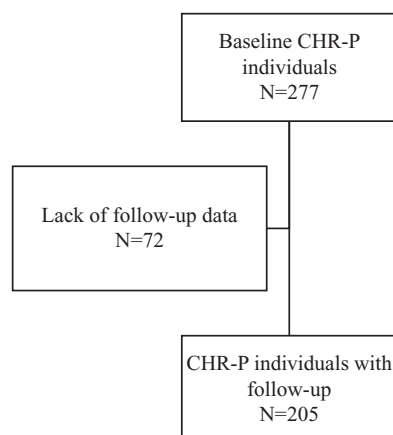 Baseline CHR-P
individuals
N=277
Lack of follow-up data
N=72
CHR-P individuals with
follow-up
N=205